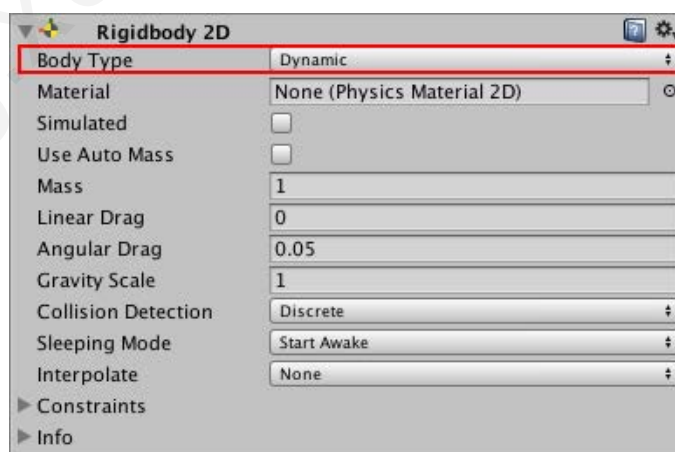 Rigidbody 2D
Body Type Dynamic
Material None (Physics Material 2D)
Simulated
Use Auto Mass
Mass 1
Linear Drag 0
Angular Drag 0.05
Gravity Scale 1
Collision Detection Discrete
Sleeping Mode Start Awake
Interpolate None
Constraints
Info